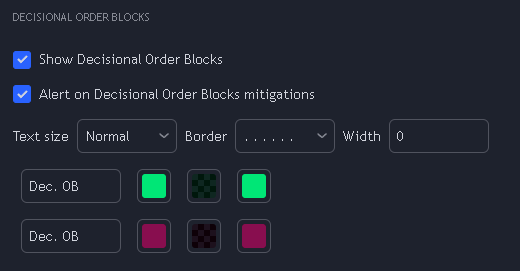 DECISIONAL ORDER BLOCKS
Show Decisional Order Blocks
Alert on Decisional Order Blocks mitigations
Text size Normal Border . . . . . . Width 0
Dec. OB
Dec. OB